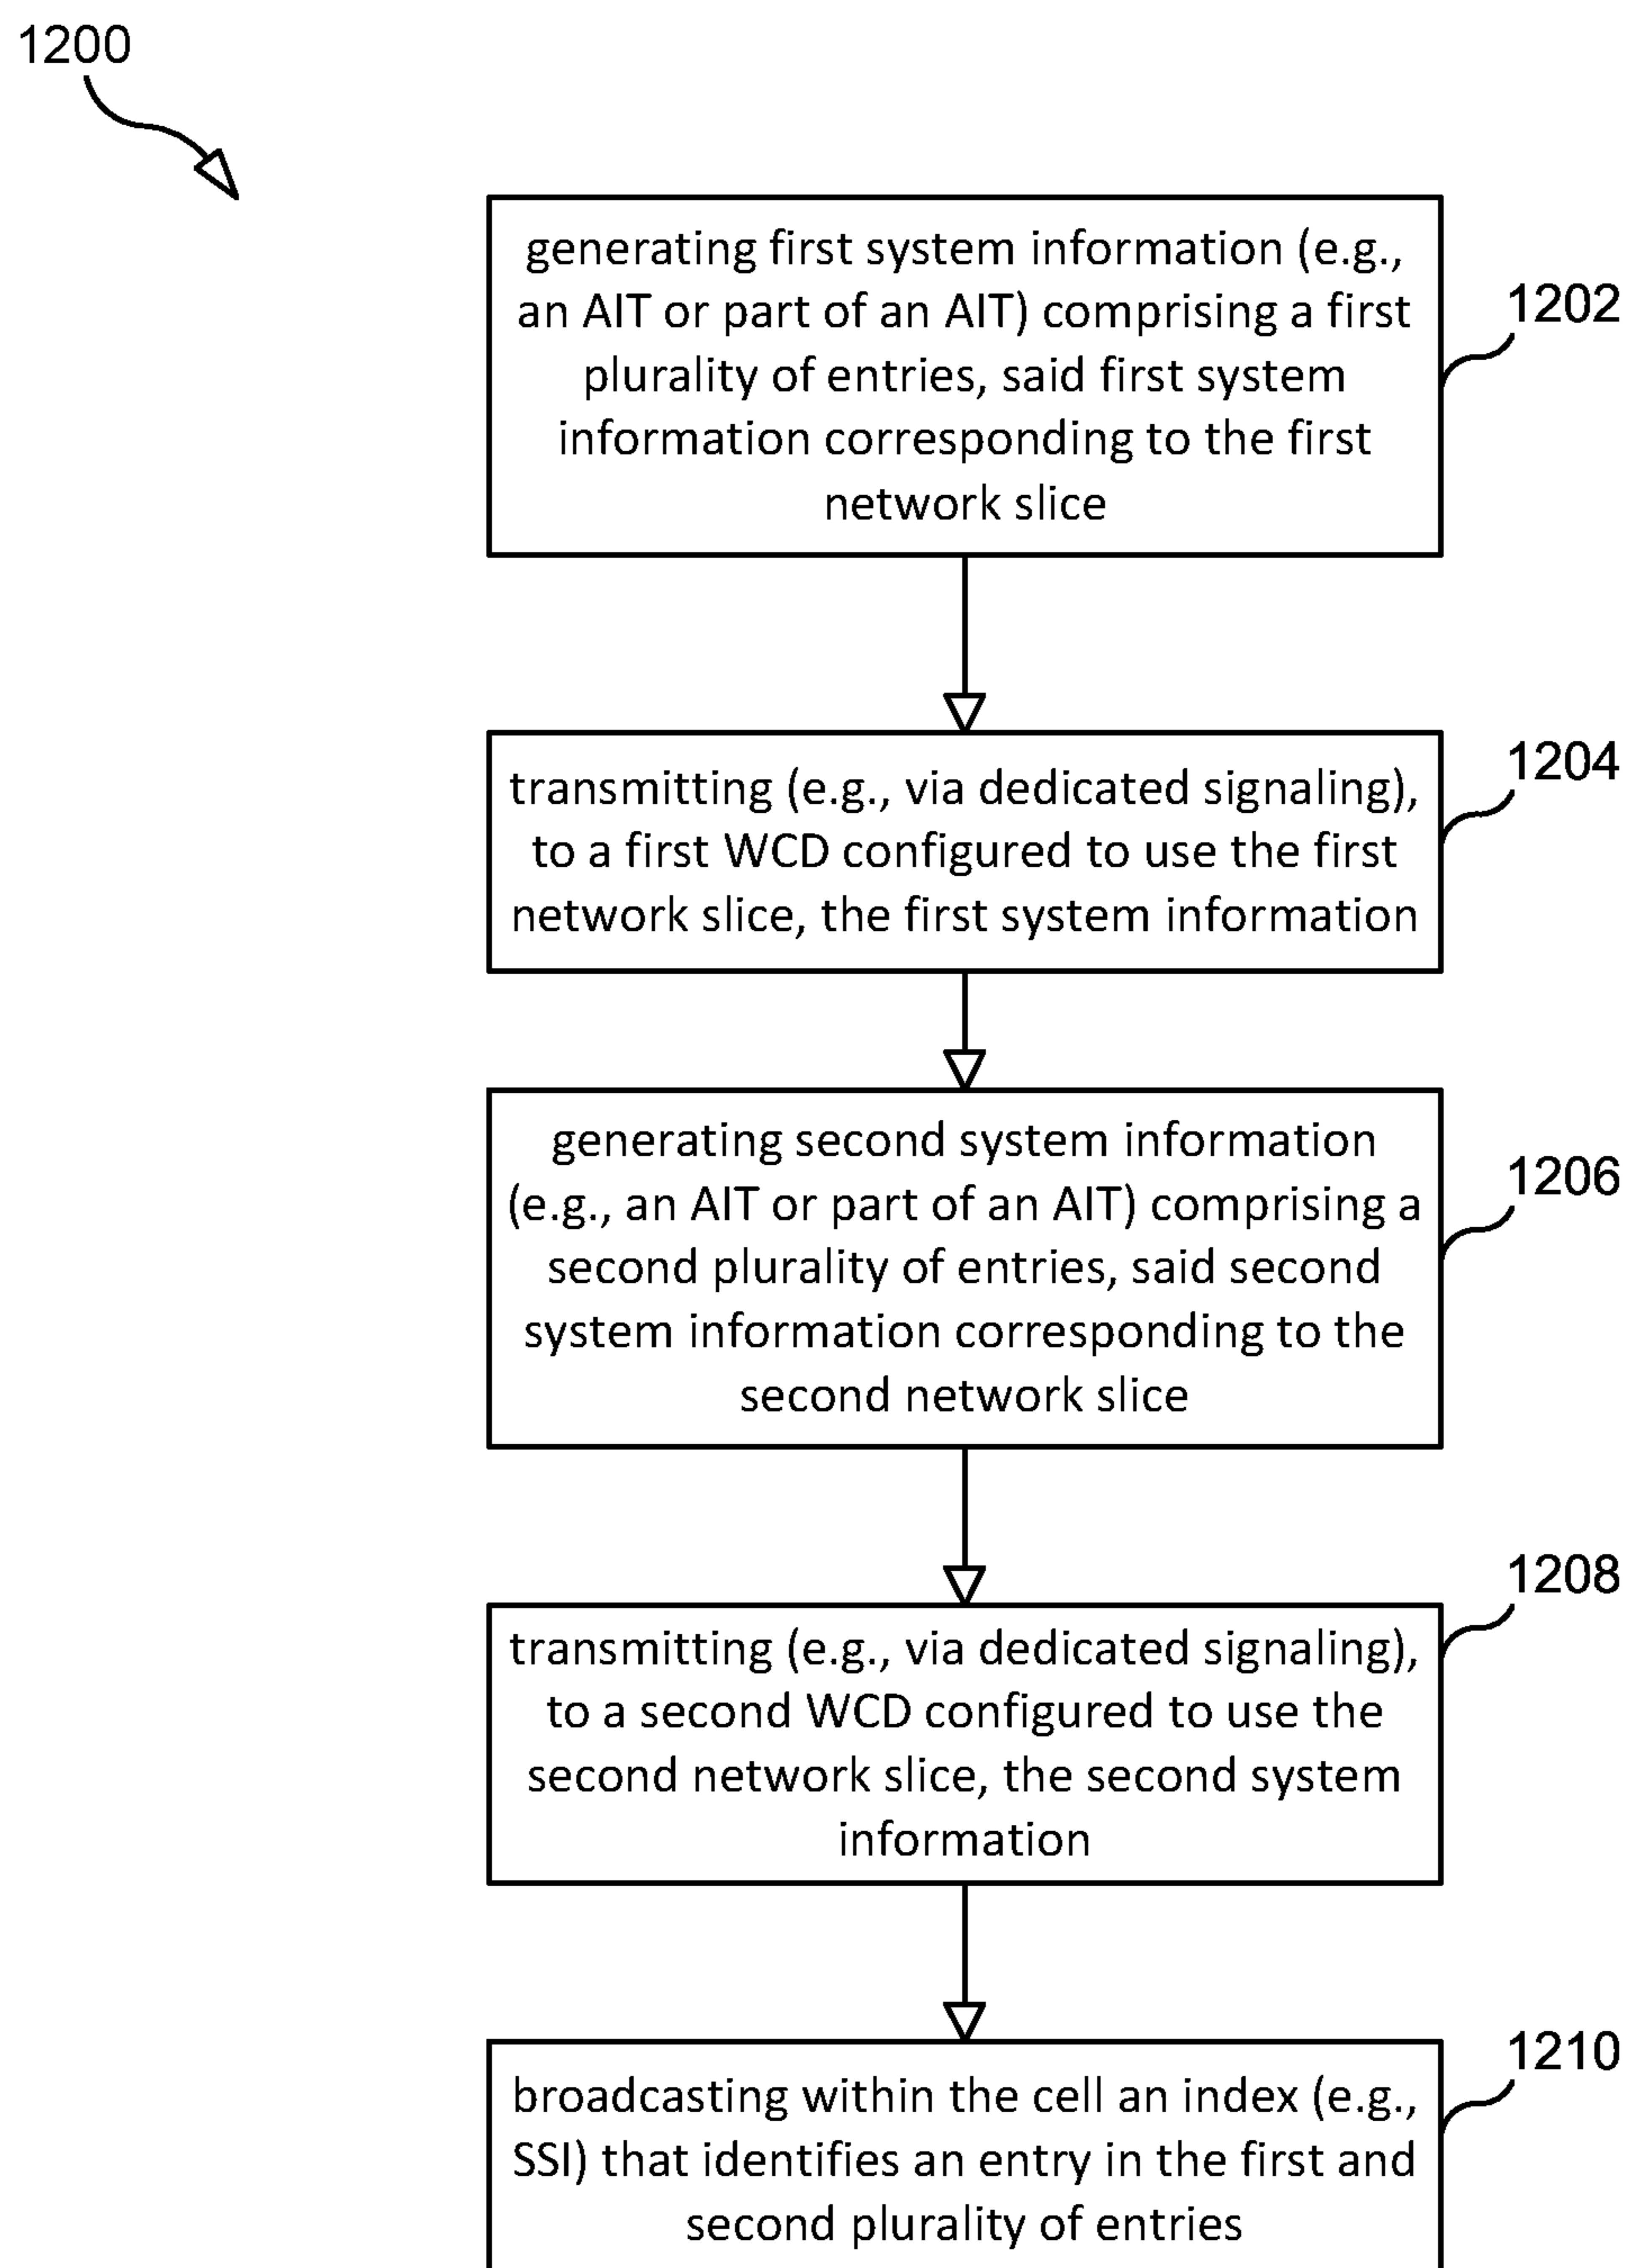 1200
generating first system information (e.g.,
an AIT or part of an AIT) comprising a first
plurality of entries, said first system
information corresponding to the first
network slice
1202
transmitting (e.g., via dedicated signaling),
to a first WCD configured to use the first
network slice, the first system information
1204
generating second system information
(e.g., an AIT or part of an AIT) comprising a
second plurality of entries, said second
system information corresponding to the
second network slice
1206
transmitting (e.g., via dedicated signaling),
to a second WCD configured to use the
second network slice, the second system
information
1208
broadcasting within the cell an index (e.g.,
SSI) that identifies an entry in the first and
second plurality of entries
1210